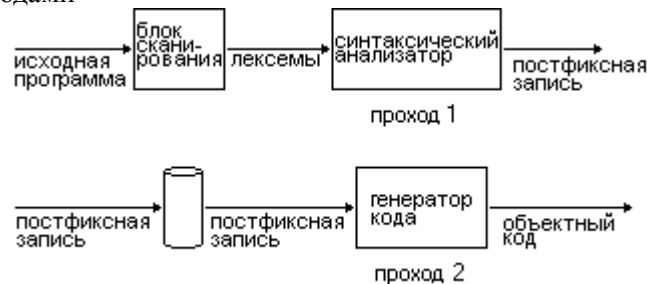 одами
блок
скани-
рования
исходная
программа
лексемы
синтаксический
анализатор
постфиксная
запись
проход 1
постфиксная
запись
постфиксная
запись
генератор
кода
объектный
код
проход 2